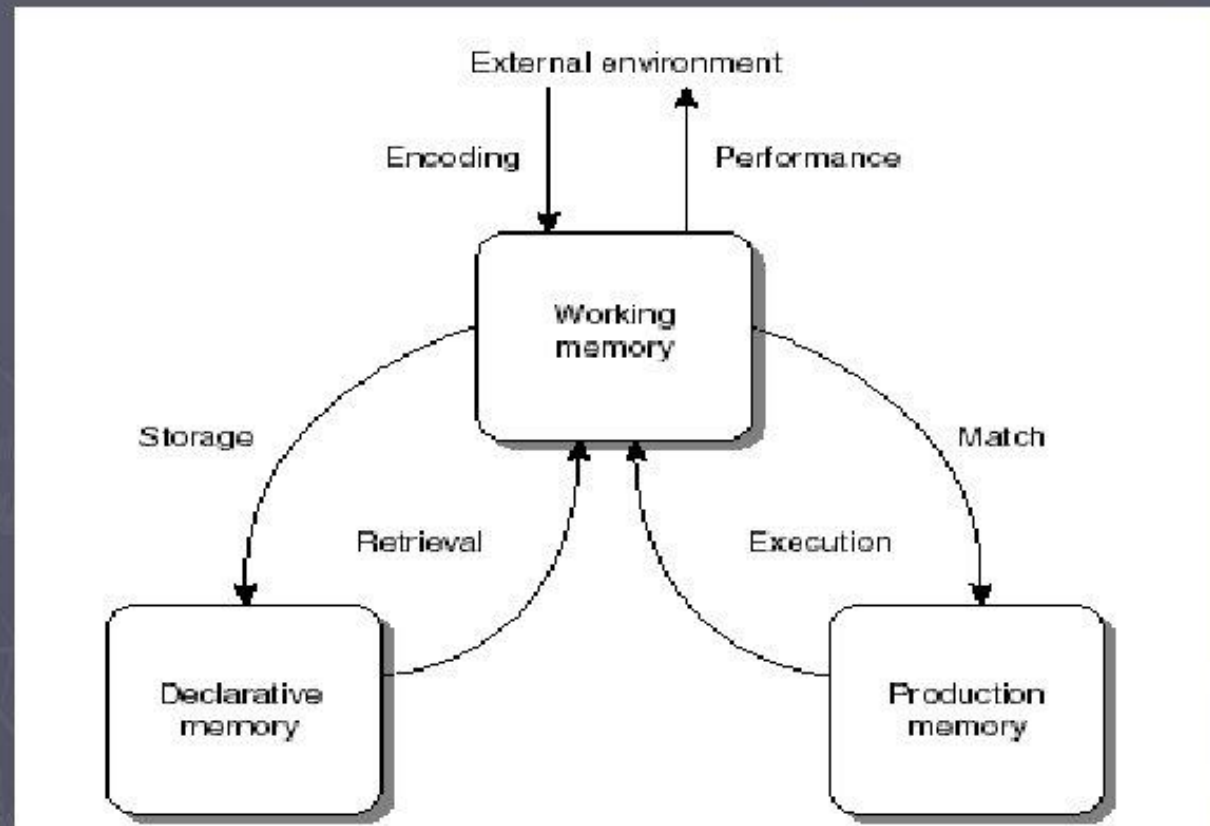 External environment
Encoding
Performance
Working
memory
Storage
Match
Retrieval
Execution
Declarative
memory
Production
memory